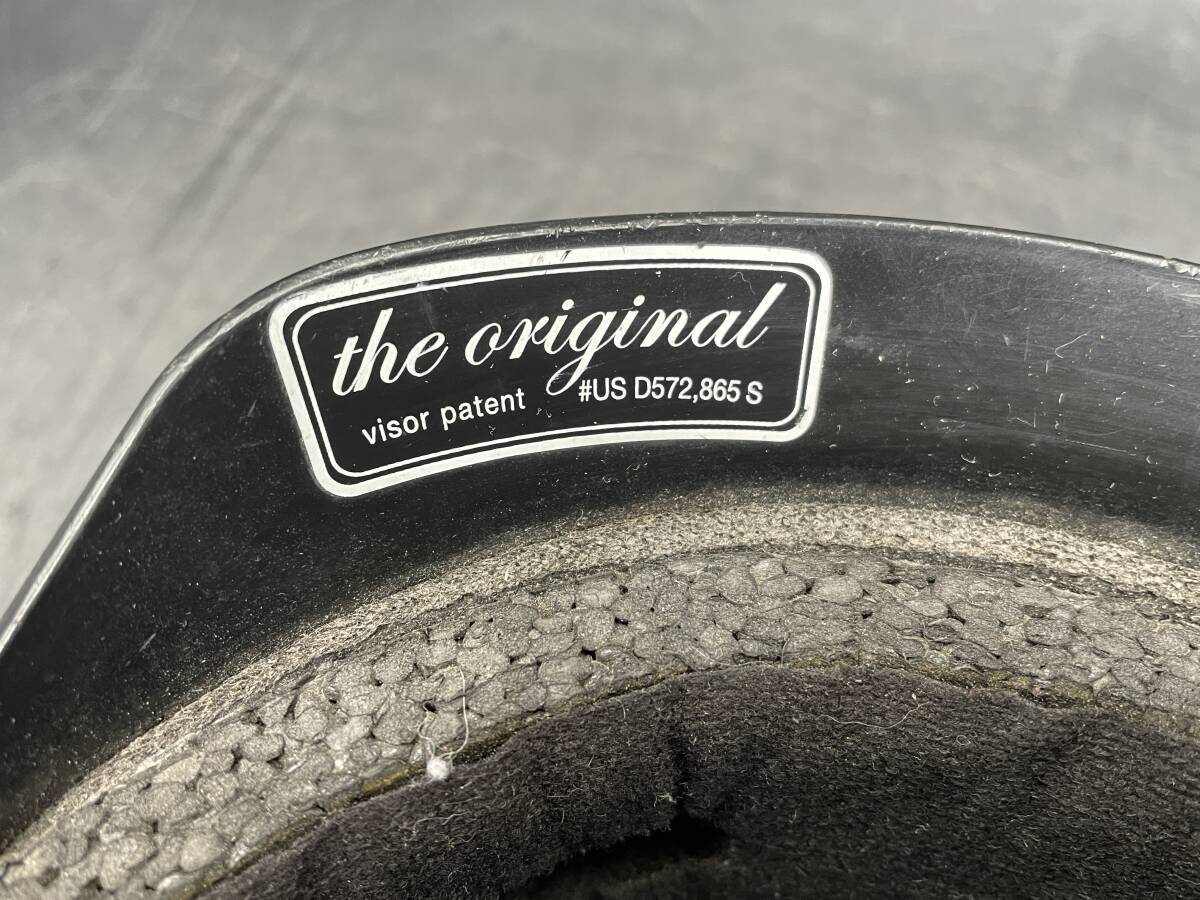 the original
visor patent #US D572,865 S